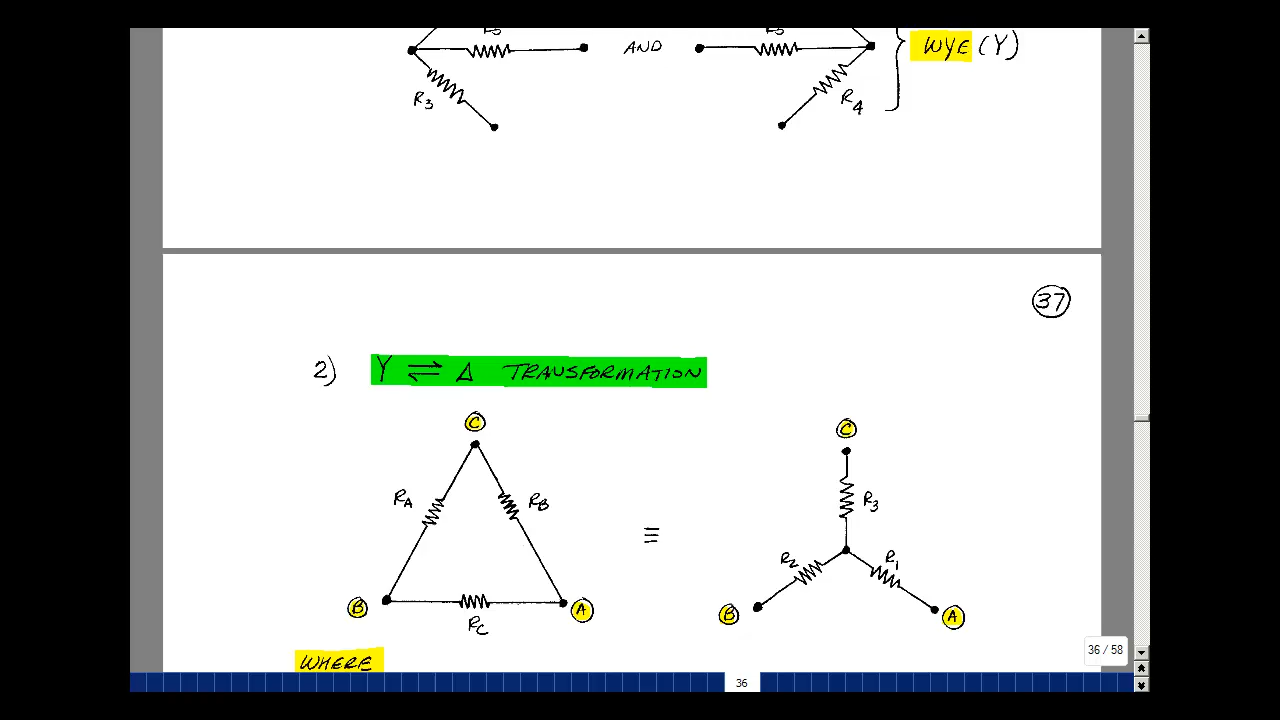 AND
WYE (Y)
R3
R4
37
2) Y ⇌ Δ TRANSFORMATION
C
C
RA
RB
R3
≡
R2
R1
B
A
B
A
RC
WHERE
36 / 58
36